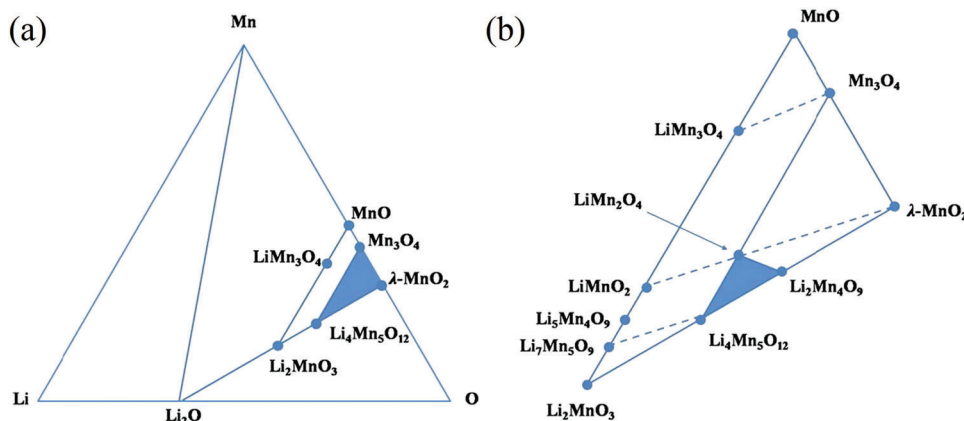 (a)
Mn
MnO
Mn3O4
LiMn3O4
λ-MnO2
Li4Mn5O12
Li2MnO3
Li
Li2O
O
(b)
MnO
Mn3O4
LiMn3O4
LiMn2O4
λ-MnO2
LiMnO2
Li2Mn4O9
Li5Mn4O9
Li7Mn5O9
Li4Mn5O12
Li2MnO3